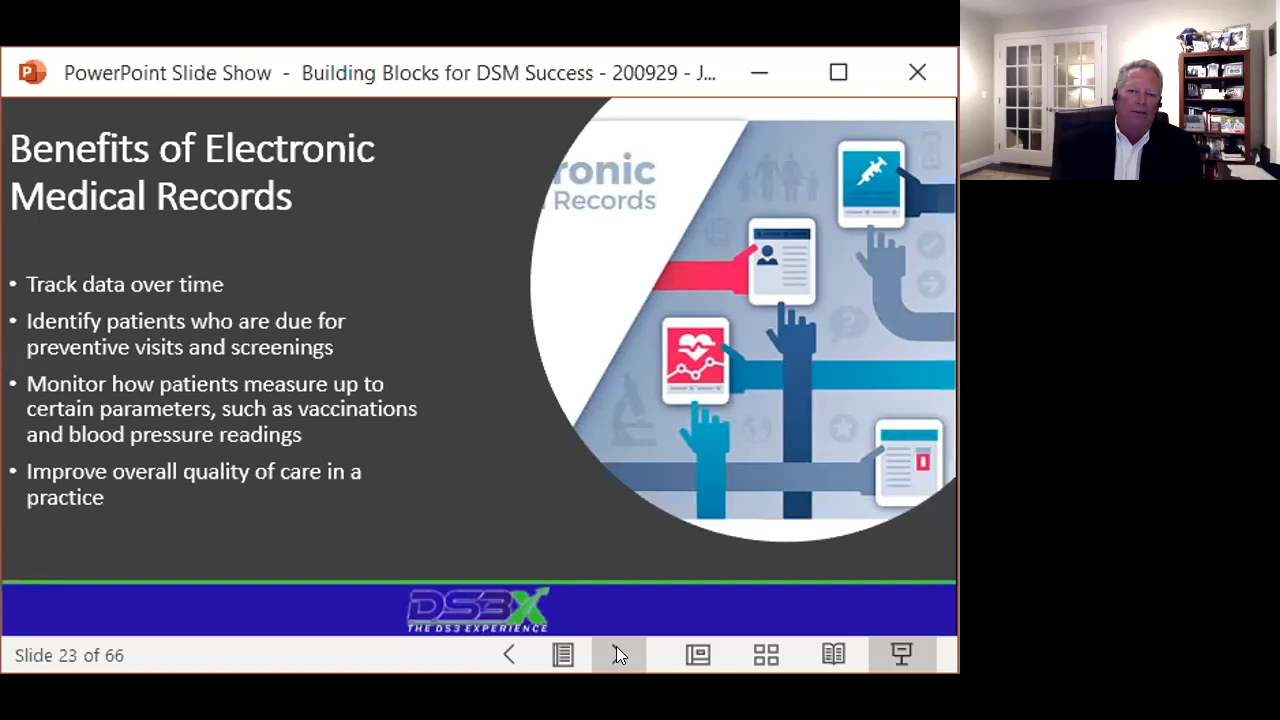 PowerPoint Slide Show - Building Blocks for DSM Success - 200929 - J...
Benefits of Electronic
Medical Records
• Track data over time
• Identify patients who are due for
preventive visits and screenings
• Monitor how patients measure up to
certain parameters, such as vaccinations
and blood pressure readings
• Improve overall quality of care in a
practice
ronic
Records
DS3X
THE DS3 EXPERIENCE
Slide 23 of 66